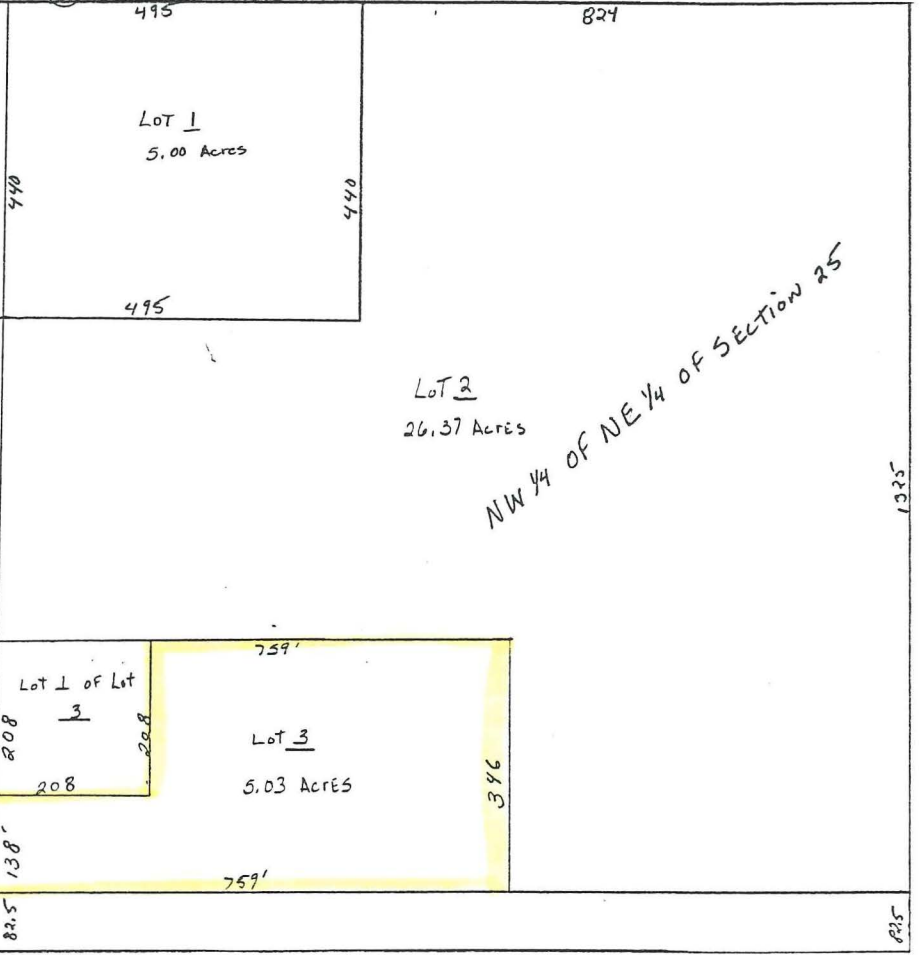 495
824
LOT 1
5.00 Acres
440
440
495
LOT 2
26.37 Acres
NW 1/4 OF NE 1/4 OF SECTION 25
1325
759'
Lot 1 of Lot
3
208
208
208
Lot 3
5.03 Acres
346
138'
759'
82.5
82.5